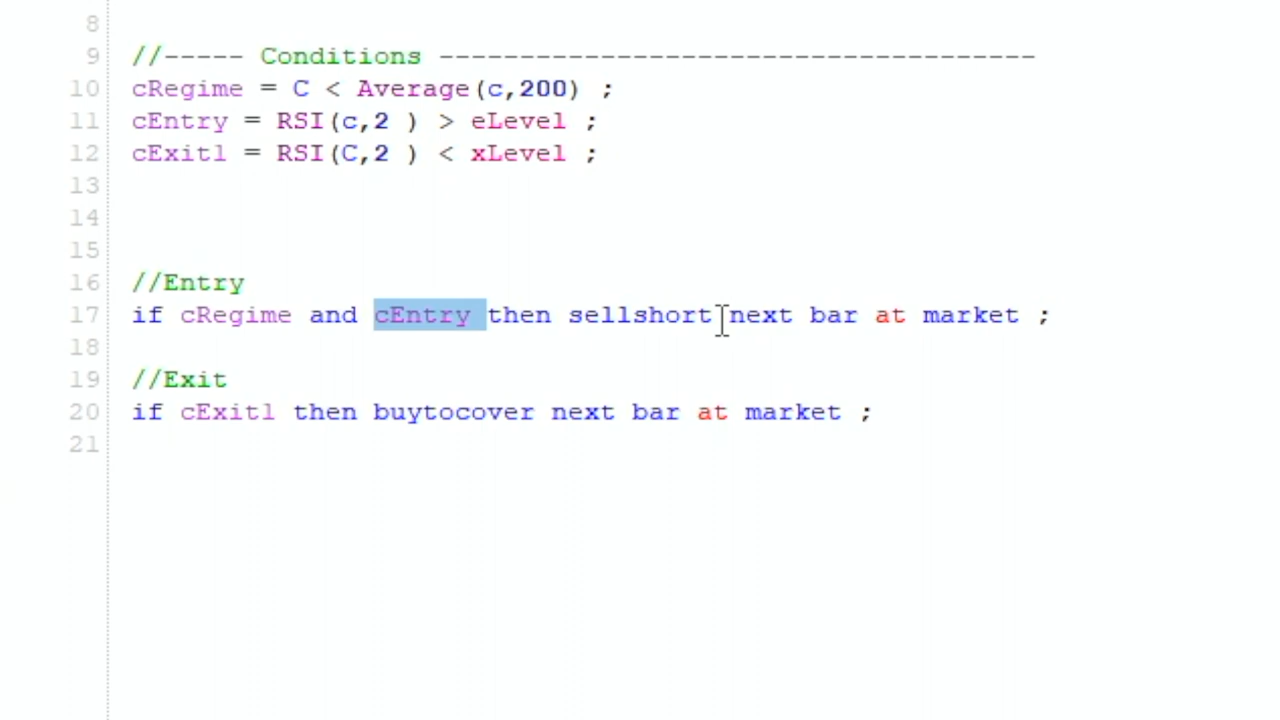 8
9 //----- Conditions -------------------------------------
10 cRegime = C < Average(c,200) ;
11 cEntry = RSI(c,2 ) > eLevel ;
12 cExitl = RSI(C,2 ) < xLevel ;
13
14
15
16 //Entry
17 if cRegime and cEntry then sellshort next bar at market ;
18
19 //Exit
20 if cExitl then buytocover next bar at market ;
21